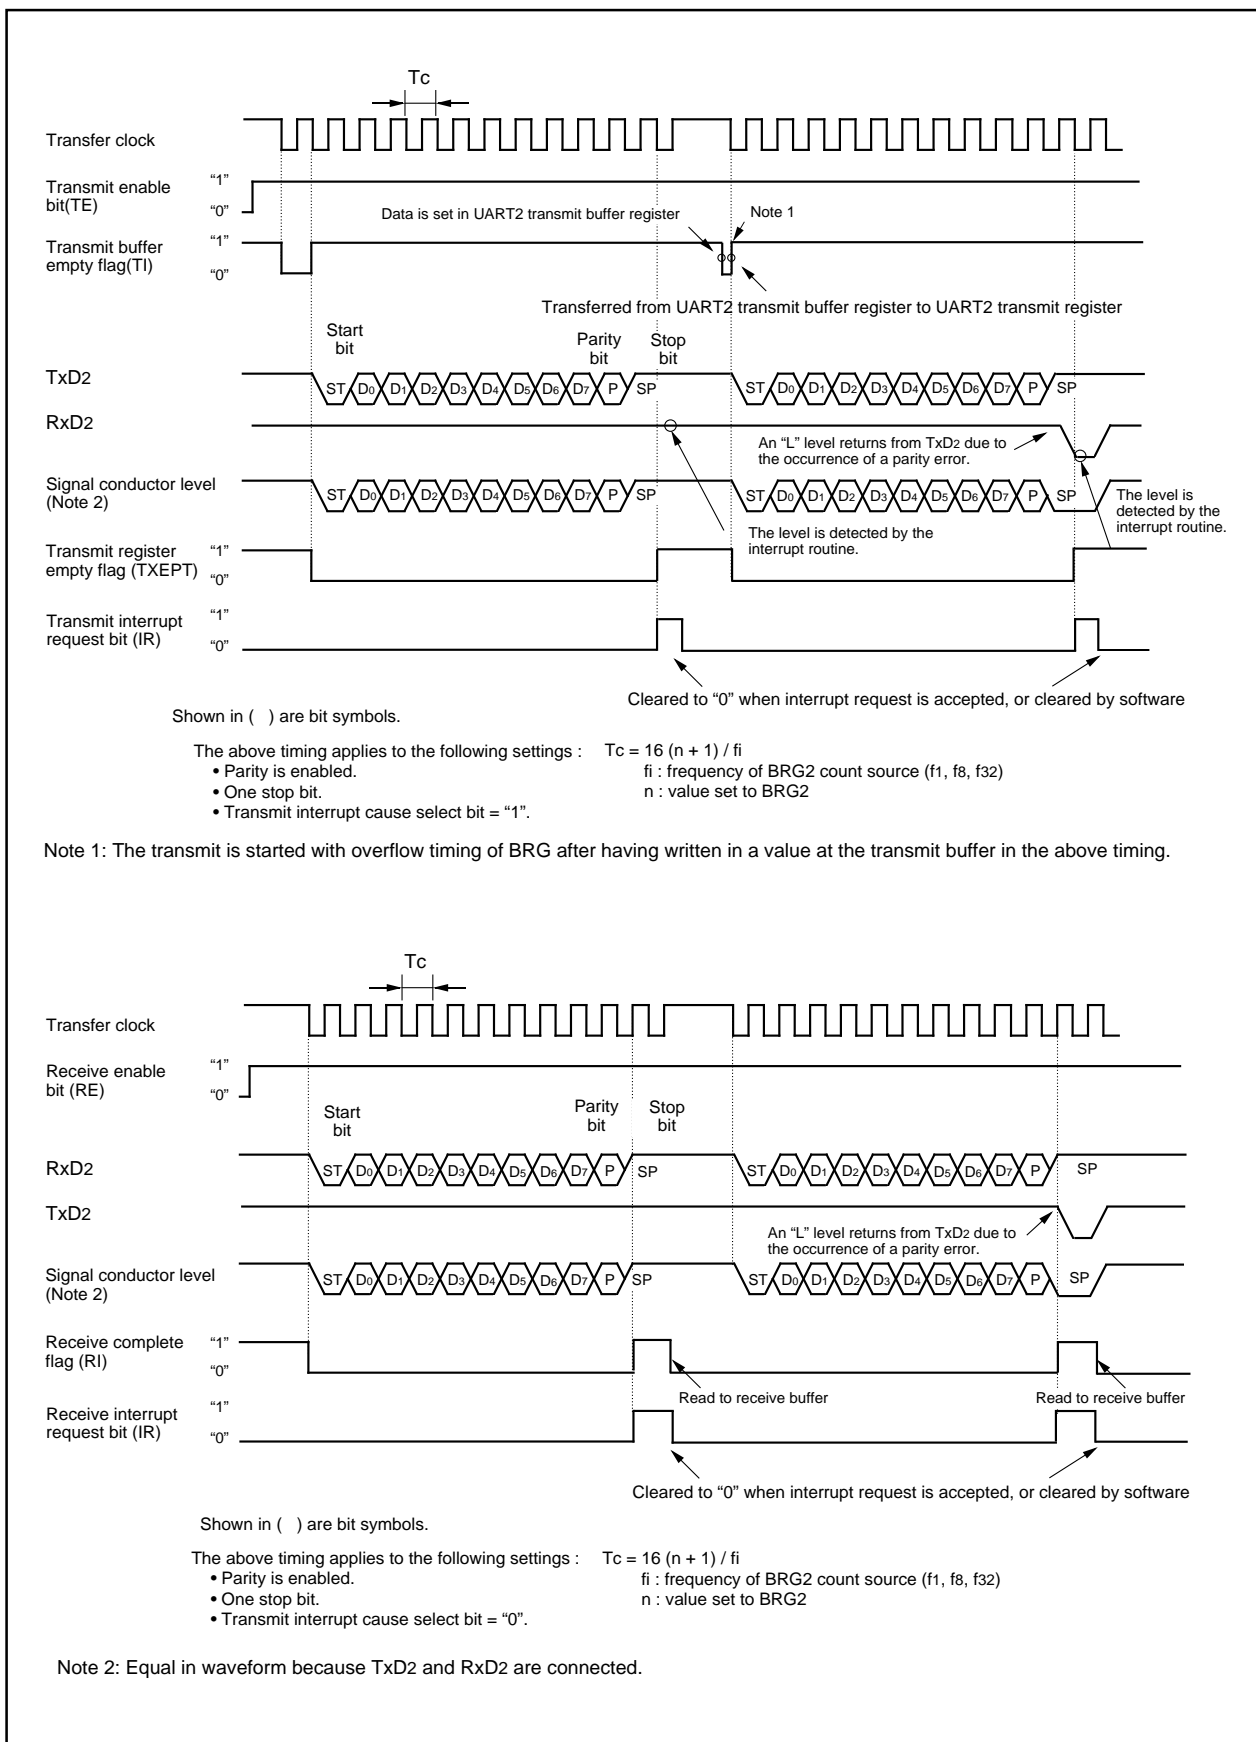 Tc
Transfer clock
Transmit enable
bit(TE)
“1”
“0”
Data is set in UART2 transmit buffer register
Note 1
Transmit buffer
empty flag(TI)
“1”
“0”
Transferred from UART2 transmit buffer register to UART2 transmit register
Start
bit
Parity
bit
Stop
bit
TxD2
ST D0 D1 D2 D3 D4 D5 D6 D7 P SP
ST D0 D1 D2 D3 D4 D5 D6 D7 P SP
RxD2
An “L” level returns from TxD2 due to
the occurrence of a parity error.
Signal conductor level
(Note 2)
ST D0 D1 D2 D3 D4 D5 D6 D7 P SP
ST D0 D1 D2 D3 D4 D5 D6 D7 P SP
The level is
detected by the
interrupt routine.
The level is detected by the
interrupt routine.
Transmit register
empty flag (TXEPT)
“1”
“0”
Transmit interrupt
request bit (IR)
“1”
“0”
Cleared to “0” when interrupt request is accepted, or cleared by software
Shown in ( ) are bit symbols.
The above timing applies to the following settings :
• Parity is enabled.
• One stop bit.
• Transmit interrupt cause select bit = “1”.
Tc = 16 (n + 1) / fi
fi : frequency of BRG2 count source (f1, f8, f32)
n : value set to BRG2
Note 1: The transmit is started with overflow timing of BRG after having written in a value at the transmit buffer in the above timing.
Tc
Transfer clock
Receive enable
bit (RE)
“1”
“0”
Start
bit
Parity
bit
Stop
bit
RxD2
ST D0 D1 D2 D3 D4 D5 D6 D7 P SP
ST D0 D1 D2 D3 D4 D5 D6 D7 P SP
TxD2
An “L” level returns from TxD2 due to
the occurrence of a parity error.
Signal conductor level
(Note 2)
ST D0 D1 D2 D3 D4 D5 D6 D7 P SP
ST D0 D1 D2 D3 D4 D5 D6 D7 P SP
Receive complete
flag (RI)
“1”
“0”
Read to receive buffer
Read to receive buffer
Receive interrupt
request bit (IR)
“1”
“0”
Cleared to “0” when interrupt request is accepted, or cleared by software
Shown in ( ) are bit symbols.
The above timing applies to the following settings :
• Parity is enabled.
• One stop bit.
• Transmit interrupt cause select bit = “0”.
Tc = 16 (n + 1) / fi
fi : frequency of BRG2 count source (f1, f8, f32)
n : value set to BRG2
Note 2: Equal in waveform because TxD2 and RxD2 are connected.